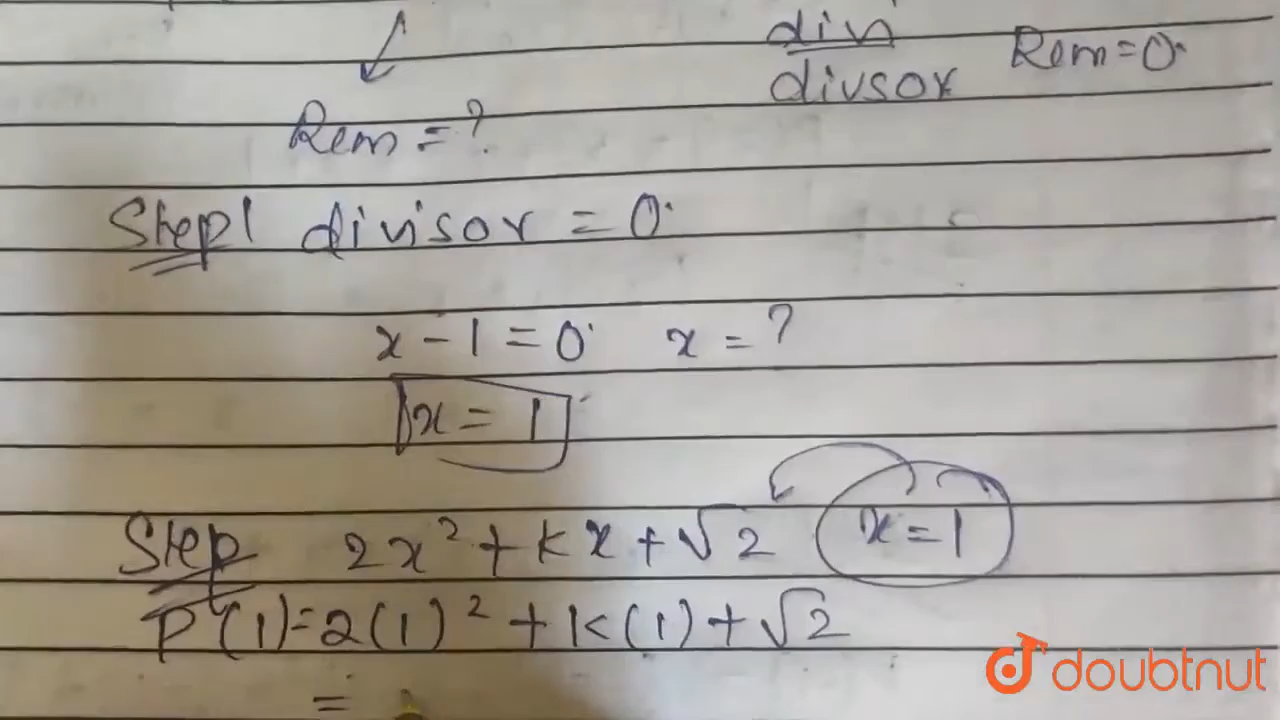 div
divsor Rem=0.
Rem=?
Step1 divisor=0.
x-1=0. x=?
x=1
Step 2x²+kx+√2 x=1
P(1)=2(1)²+k(1)+√2
=
doubtnut